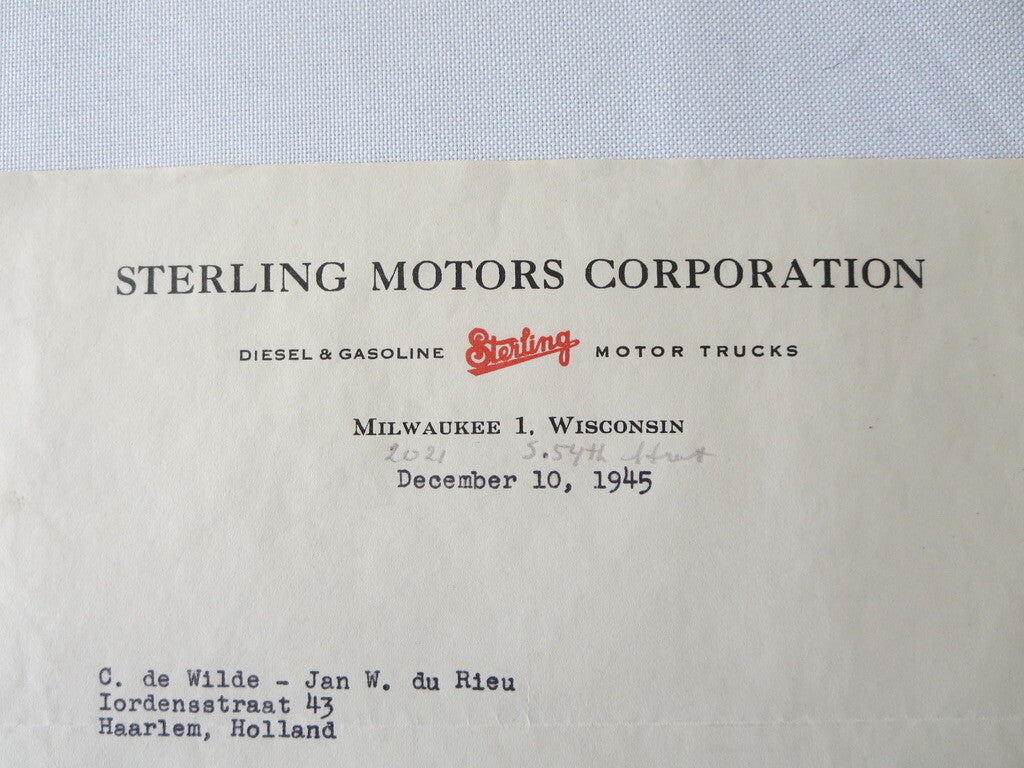 STERLING MOTORS CORPORATION
DIESEL & GASOLINE Sterling MOTOR TRUCKS
MILWAUKEE 1, WISCONSIN
2021 S. 54th Street
December 10, 1945
C. de Wilde - Jan W. du Rieu
Iordensstraat 43
Haarlem, Holland